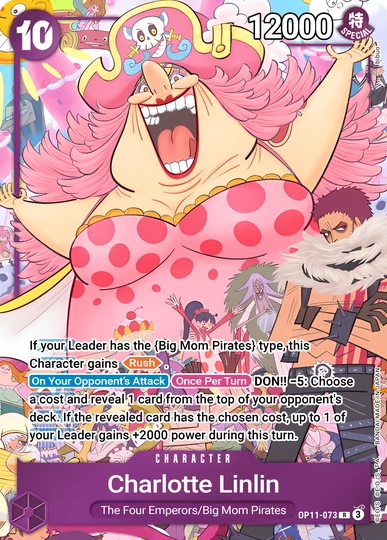 10
12000
特
SPECIAL
If your Leader has the {Big Mom Pirates} type, this
Character gains Rush .
On Your Opponent's Attack Once Per Turn DON!! −5: Choose
a cost and reveal 1 card from the top of your opponent's
deck. If the revealed card has the chosen cost, up to 1 of
your Leader gains +2000 power during this turn.
CHARACTER
Charlotte Linlin
The Four Emperors/Big Mom Pirates
OP11-073 R 3